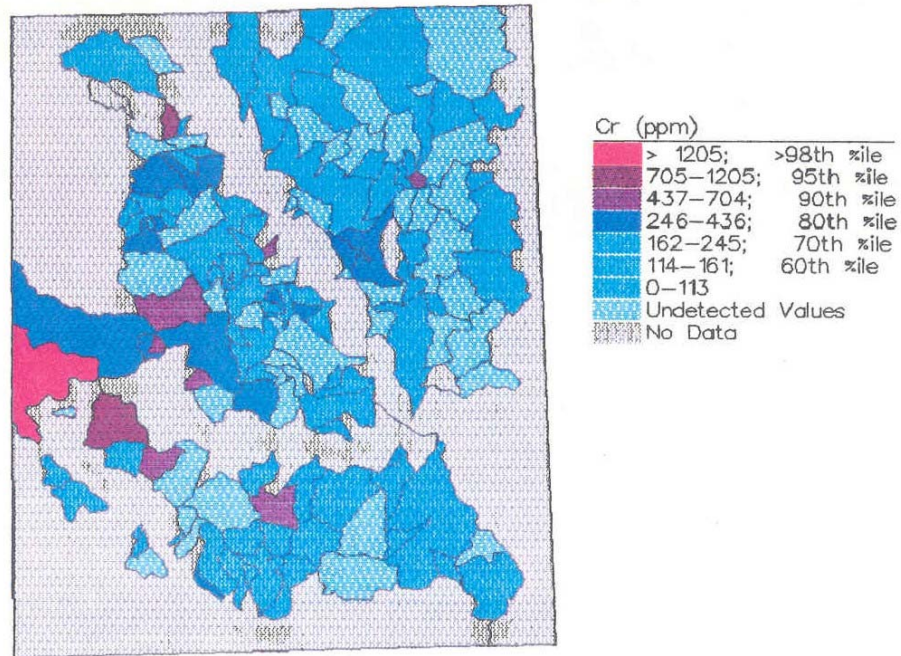 Cr (ppm)
> 1205; >98th %ile
705–1205; 95th %ile
437–704; 90th %ile
246–436; 80th %ile
162–245; 70th %ile
114–161; 60th %ile
0–113
Undetected Values
No Data